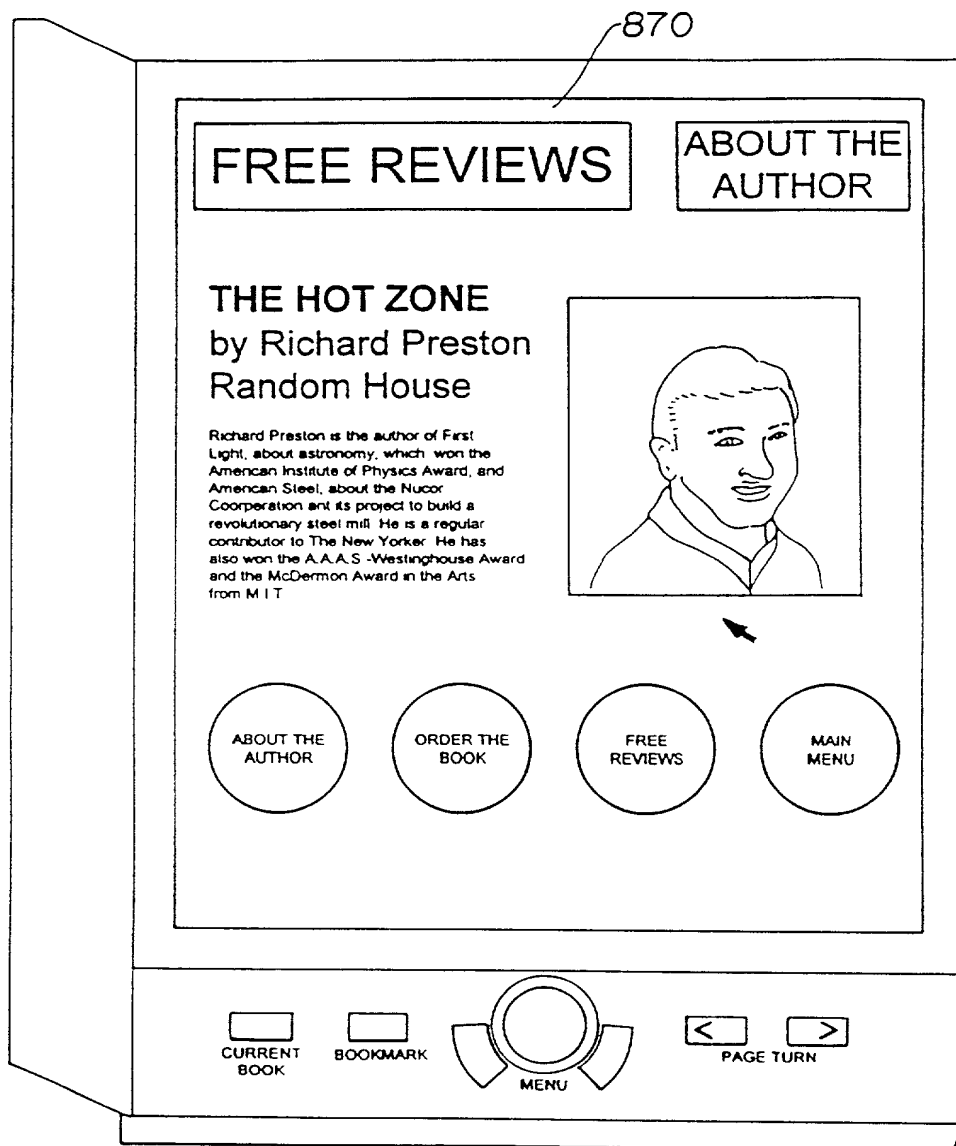 870
FREE REVIEWS
ABOUT THE
AUTHOR
THE HOT ZONE
by Richard Preston
Random House
Richard Preston is the author of First
Light, about astronomy, which won the
American Institute of Physics Award, and
American Steel, about the Nucor
Coorperation ant its project to build a
revolutionary steel mill He is a regular
contributor to The New Yorker He has
also won the A.A.A.S -Westinghouse Award
and the McDermon Award in the Arts
from M I T
ABOUT THE
AUTHOR
ORDER THE
BOOK
FREE
REVIEWS
MAIN
MENU
CURRENT
BOOK
BOOKMARK
MENU
< >
PAGE TURN